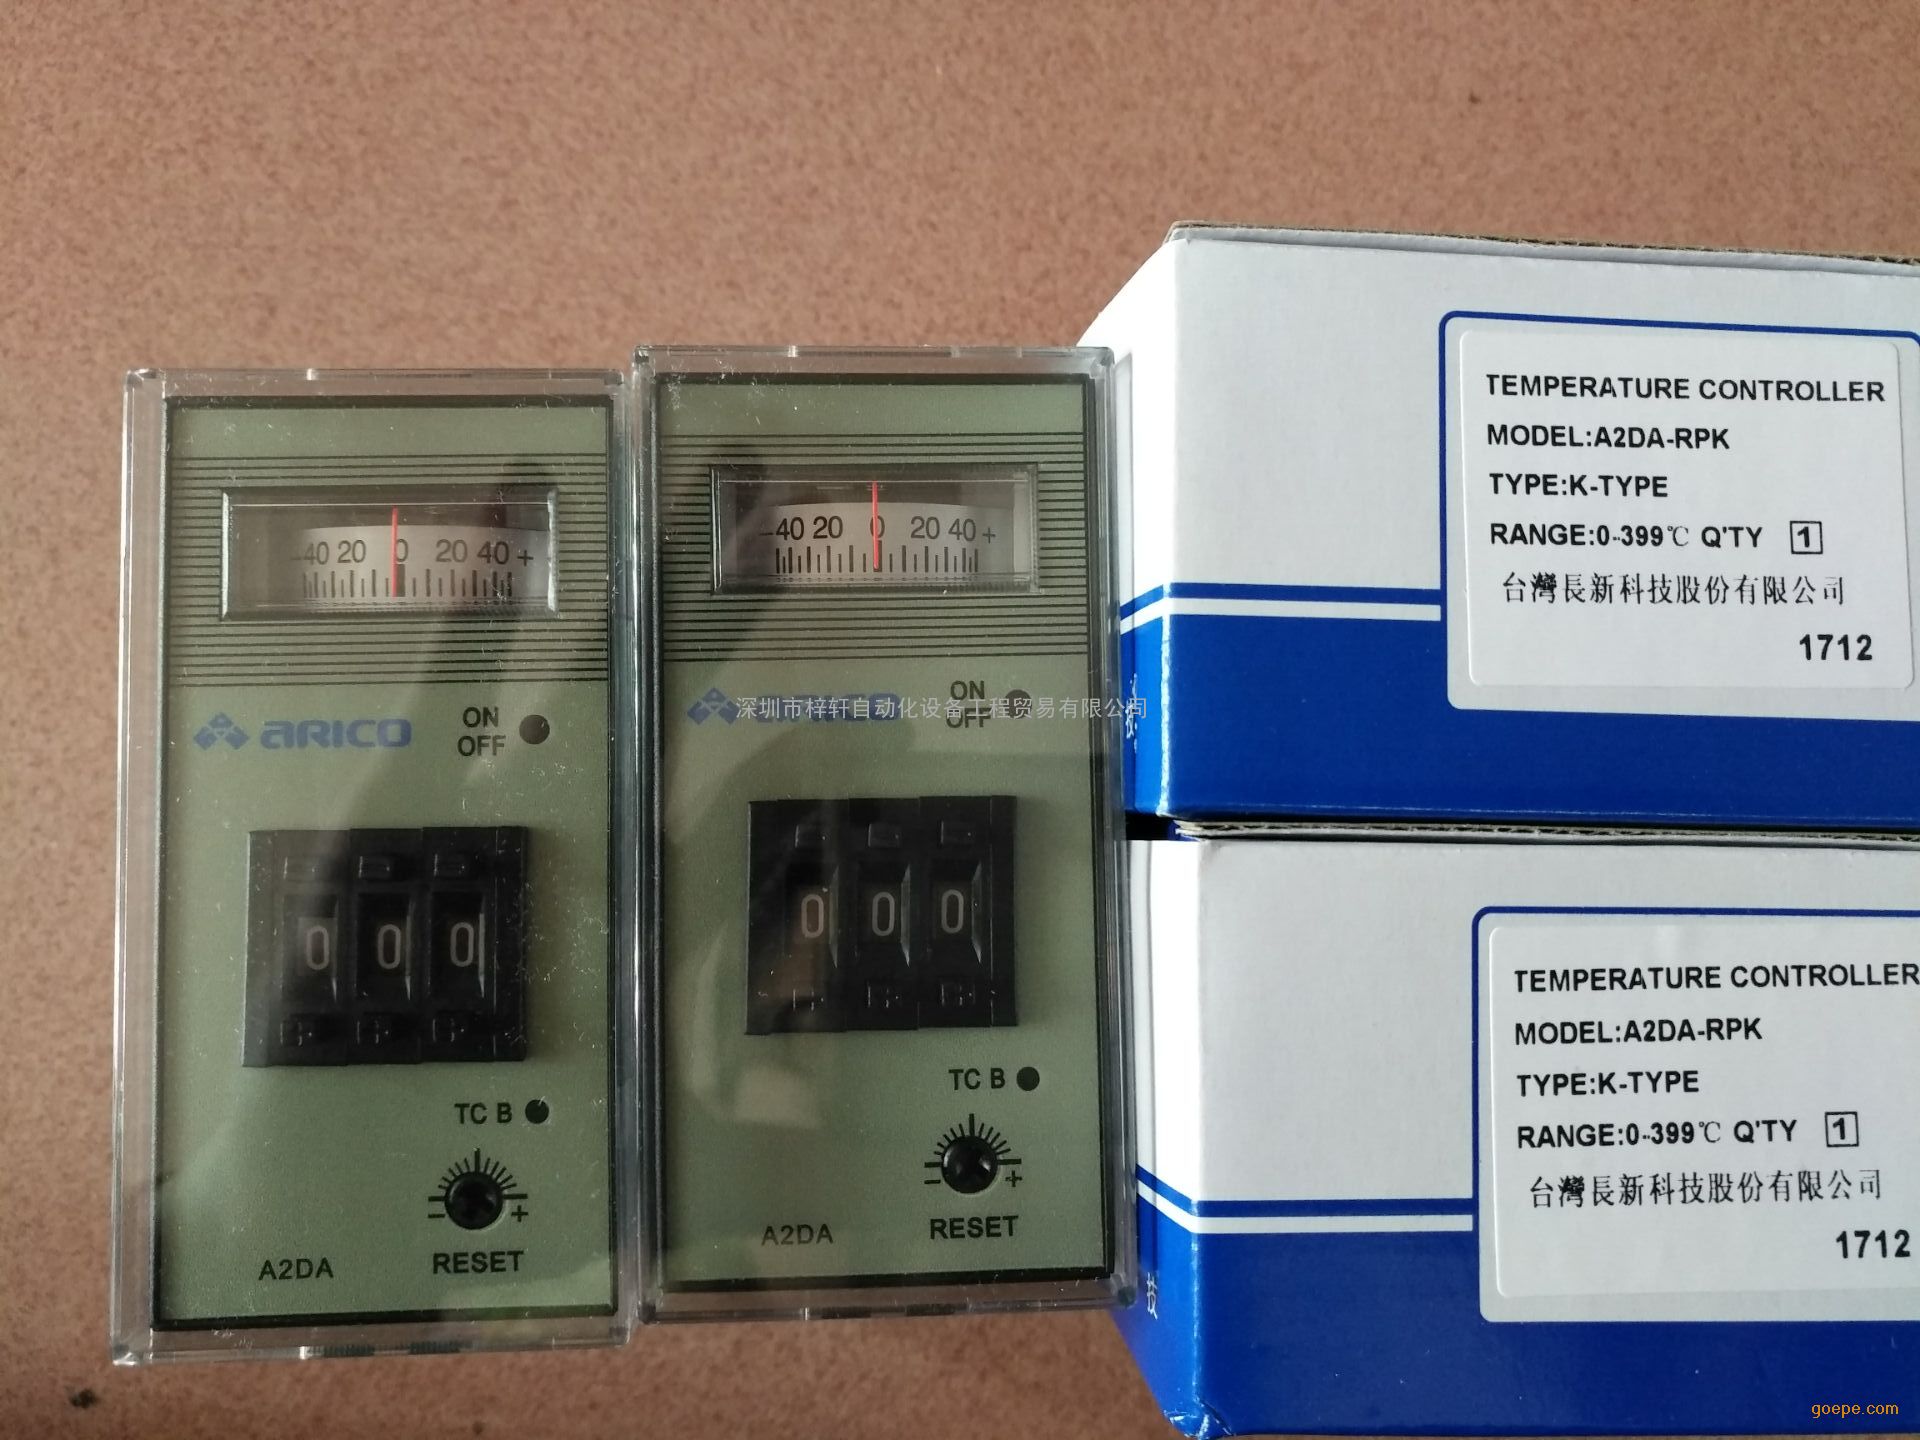 -40 20 0 20 40 +
ARICO
ON
OFF
0 0 0
TC B
- +
RESET
A2DA
-40 20 0 20 40 +
ARICO
ON
OFF
0 0 0
TC B
- +
RESET
A2DA
深圳市梓轩自动化设备工程贸易有限公司
TEMPERATURE CONTROLLER
MODEL:A2DA-RPK
TYPE:K-TYPE
RANGE:0-399℃ Q'TY 1
台灣長新科技股份有限公司
1712
TEMPERATURE CONTROLLER
MODEL:A2DA-RPK
TYPE:K-TYPE
RANGE:0-399℃ Q'TY 1
台灣長新科技股份有限公司
1712
技
goepe.com